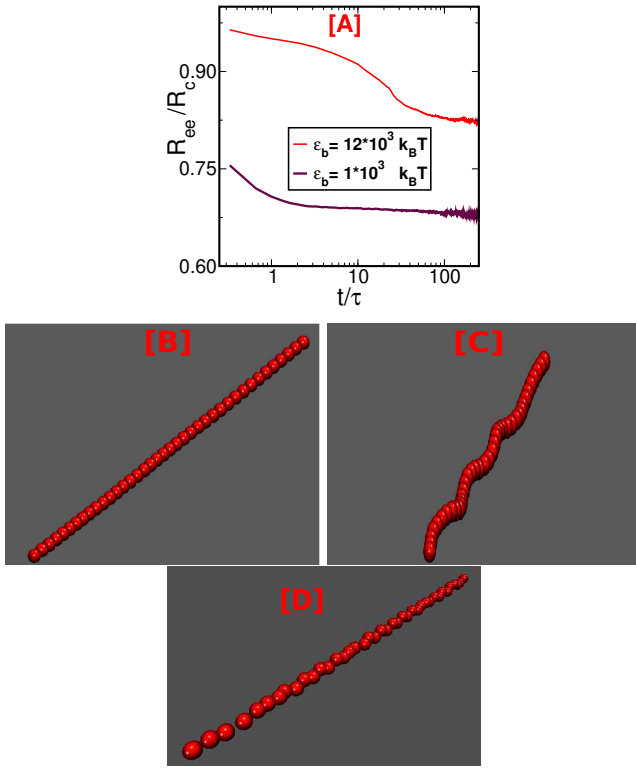 [A]
R_ee/R_c
0.90
0.75
0.60
ε_b= 12*10^3 k_BT
ε_b= 1*10^3 k_BT
1 10 100
t/τ
[B] [C]
[D]